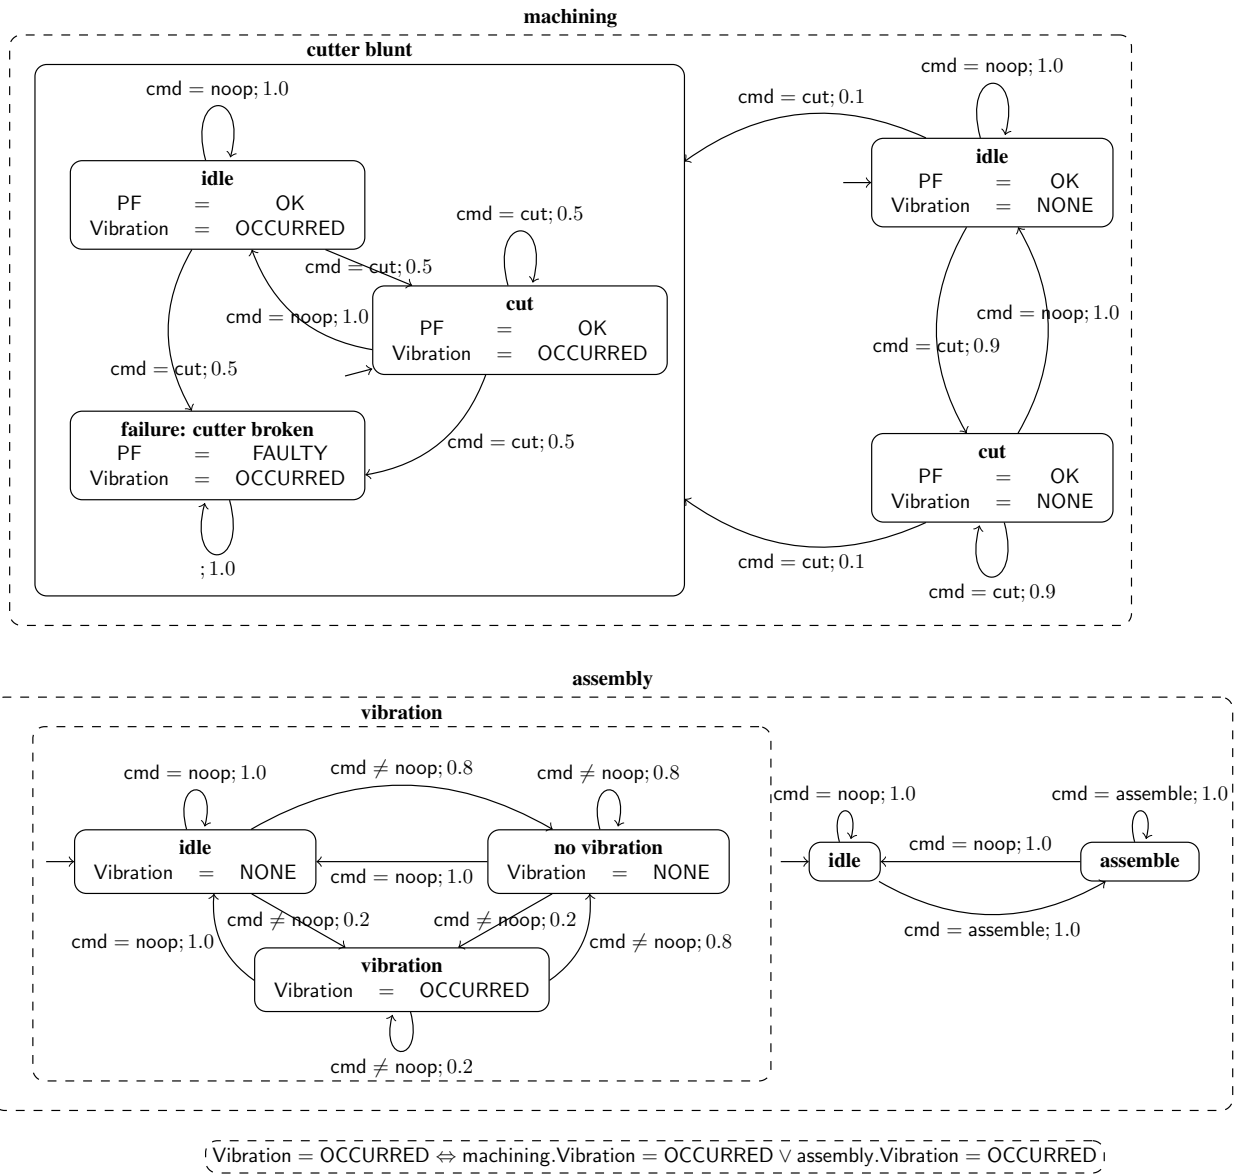 machining
cutter blunt
cmd = noop; 1.0
idle
PF = OK
Vibration = OCCURRED
cmd = cut; 0.5
cmd = cut; 0.5
cut
PF = OK
Vibration = OCCURRED
cmd = noop; 1.0
cmd = cut; 0.5
failure: cutter broken
PF = FAULTY
Vibration = OCCURRED
cmd = cut; 0.5
; 1.0
cmd = cut; 0.1
cmd = noop; 1.0
idle
PF = OK
Vibration = NONE
cmd = noop; 1.0
cmd = cut; 0.9
cut
PF = OK
Vibration = NONE
cmd = cut; 0.1
cmd = cut; 0.9
assembly
vibration
cmd = noop; 1.0
cmd ≠ noop; 0.8
cmd ≠ noop; 0.8
idle
Vibration = NONE
no vibration
Vibration = NONE
cmd = noop; 1.0
cmd ≠ noop; 0.2
cmd ≠ noop; 0.2
cmd = noop; 1.0
cmd ≠ noop; 0.8
vibration
Vibration = OCCURRED
cmd ≠ noop; 0.2
cmd = noop; 1.0
cmd = assemble; 1.0
idle
cmd = noop; 1.0
assemble
cmd = assemble; 1.0
Vibration = OCCURRED ⇔ machining.Vibration = OCCURRED ∨ assembly.Vibration = OCCURRED